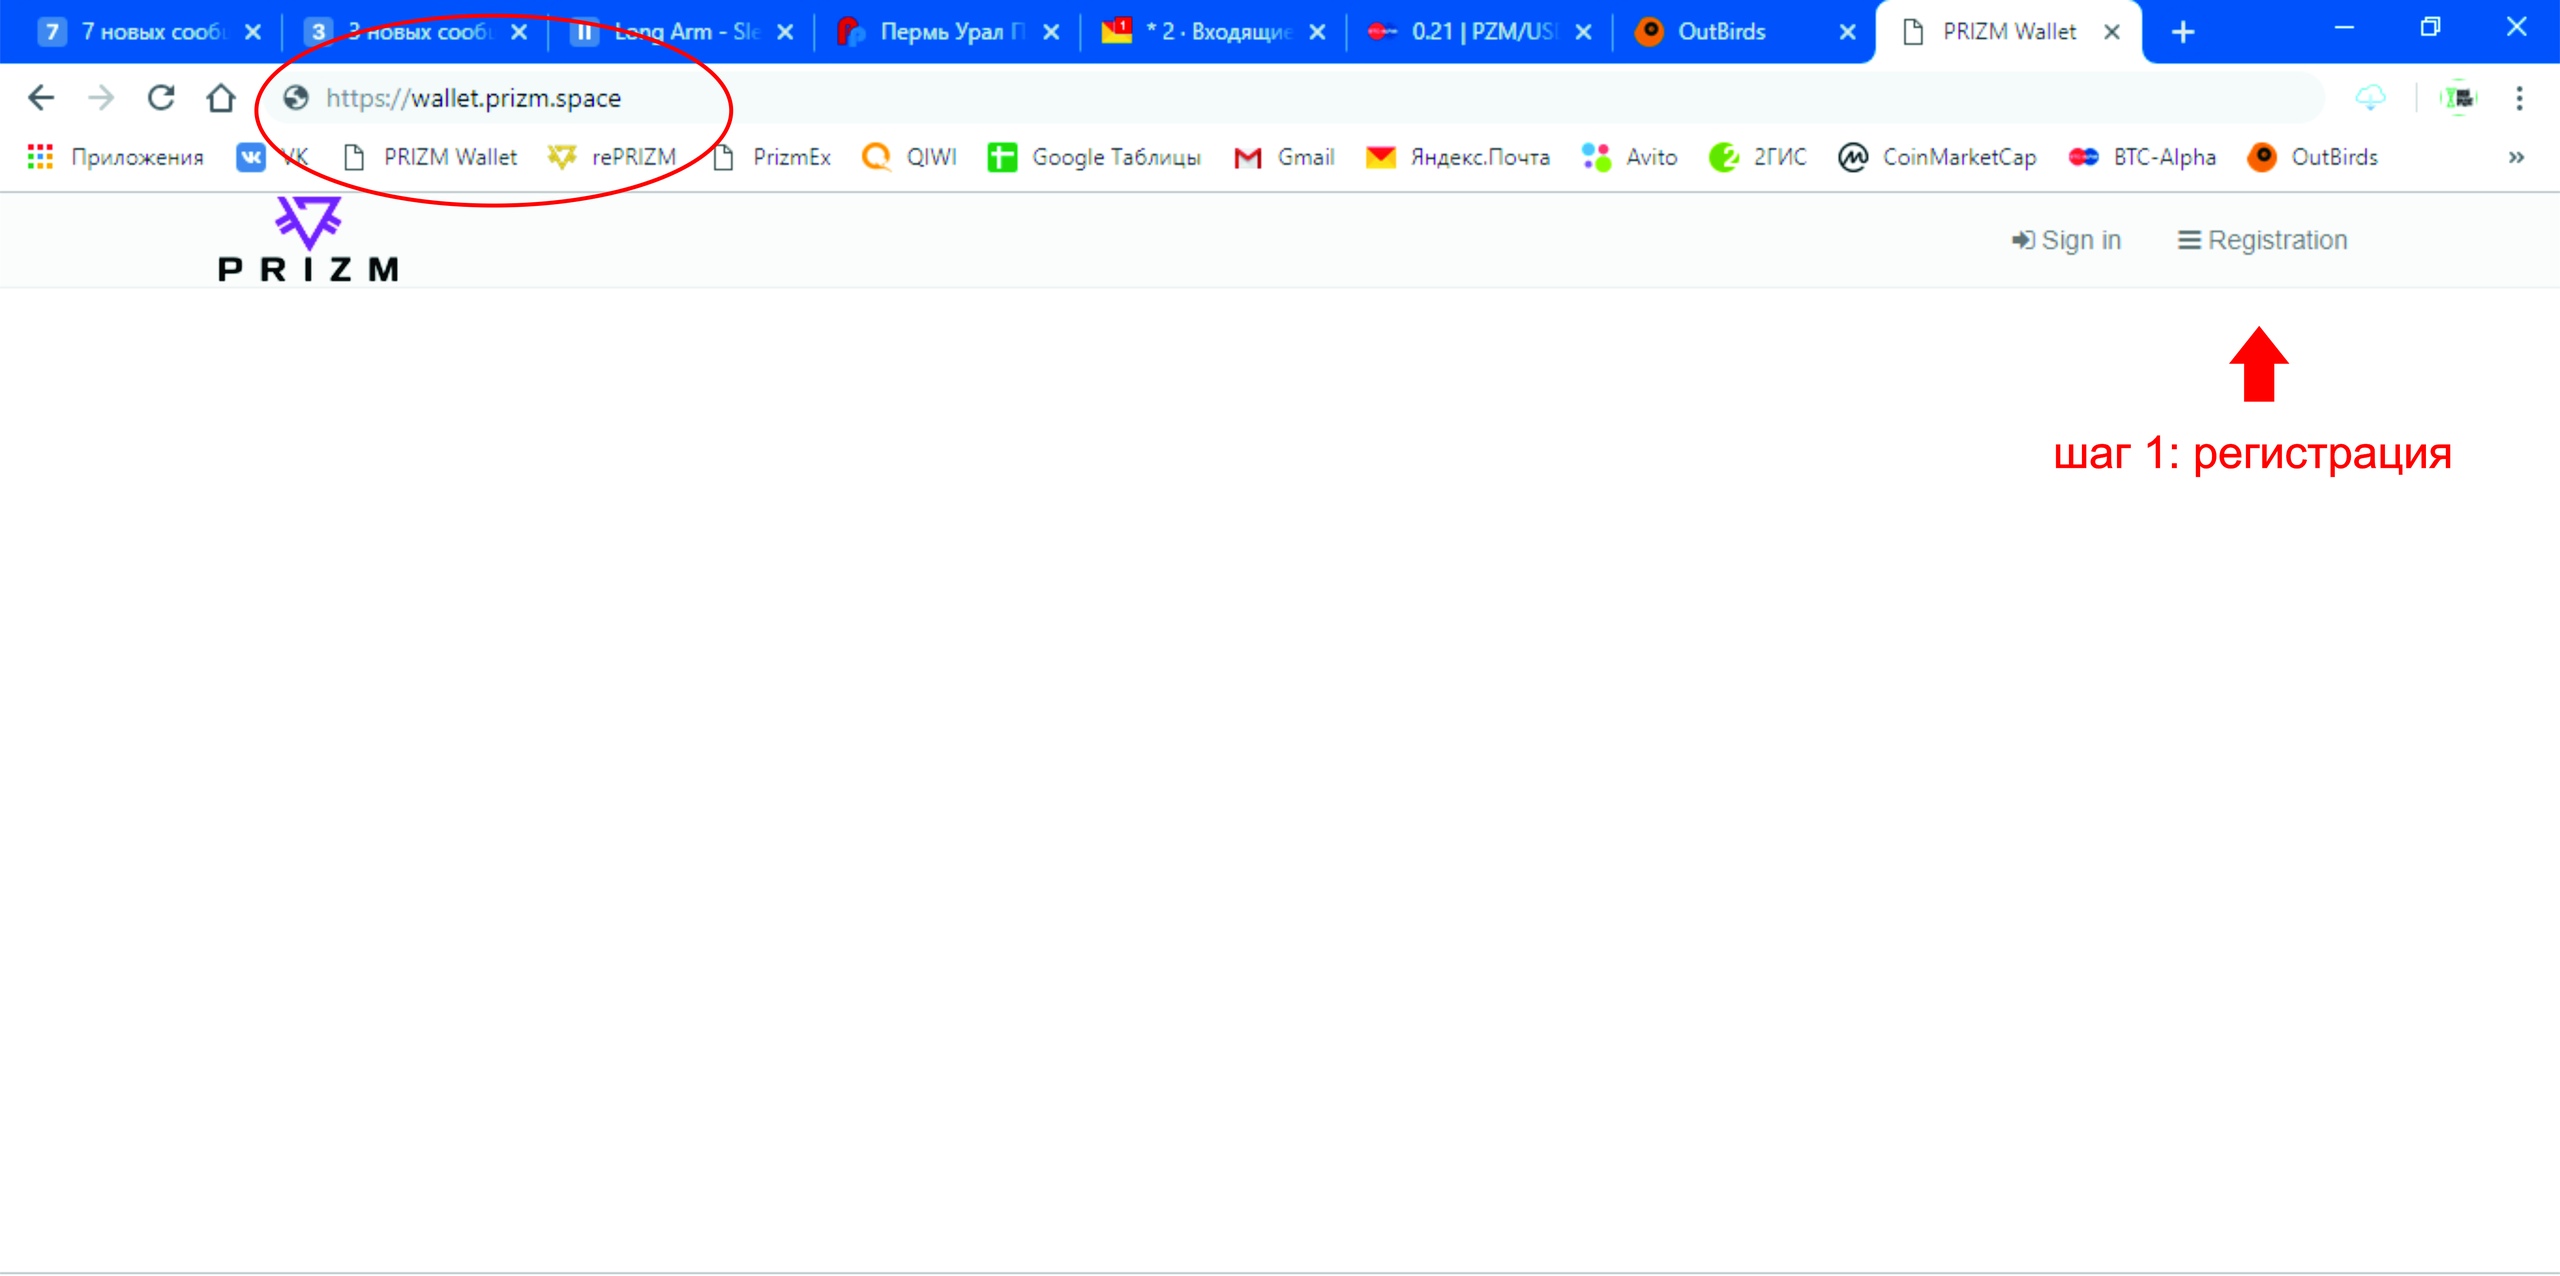 7 7 новых сооб
3 3 новых сооб
Long Arm - Sle
Пермь Урал П
1 * 2 · Входящие
0.21 | PZM/US
OutBirds
PRIZM Wallet
https://wallet.prizm.space
Приложения VK PRIZM Wallet rePRIZM PrizmEx QIWI Google Таблицы Gmail Яндекс.Почта Avito 2ГИС CoinMarketCap BTC-Alpha OutBirds »
PRIZM
Sign in Registration
шаг 1: регистрация